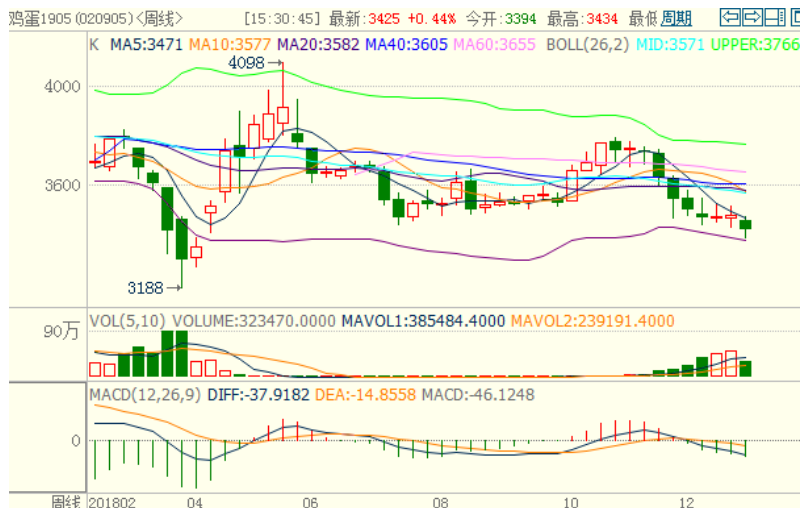 鸡蛋1905(020905)<周线> [15:30:45] 最新:3425 +0.44% 今开:3394 最高:3434 最低 周期
K MA5:3471 MA10:3577 MA20:3582 MA40:3605 MA60:3655 BOLL(26,2) MID:3571 UPPER:3766
4098
4000
3600
3188
VOL(5,10) VOLUME:323470.0000 MAVOL1:385484.4000 MAVOL2:239191.4000
90万
MACD(12,26,9) DIFF:-37.9182 DEA:-14.8558 MACD:-46.1248
0
周线 201802 04 06 08 10 12